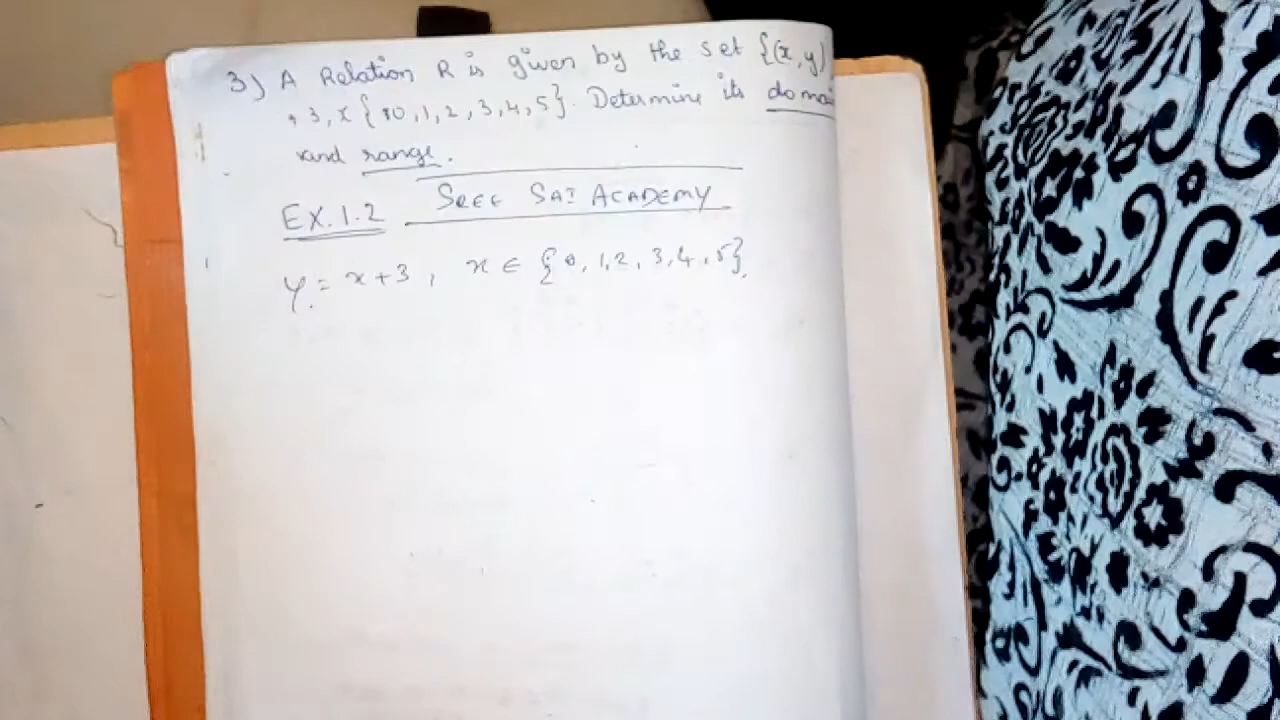 3) A Relation R is given by the set {(x,y)
+3, x {0,1,2,3,4,5}. Determine its domai
and range.
SREE SAI ACADEMY
EX.1.2
y = x+3, x ∈ {0,1,2,3,4,5}.